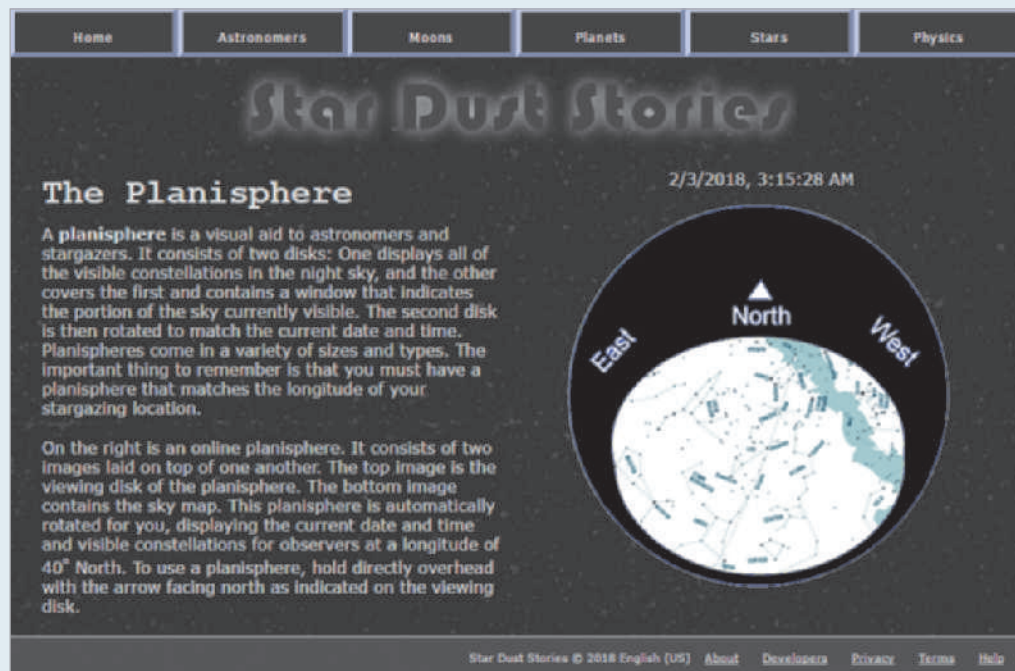 Home Astronomers Moons Planets Stars Physics
Star Dust Stories
The Planisphere
A planisphere is a visual aid to astronomers and
stargazers. It consists of two disks: One displays all of
the visible constellations in the night sky, and the other
covers the first and contains a window that indicates
the portion of the sky currently visible. The second disk
is then rotated to match the current date and time.
Planispheres come in a variety of sizes and types. The
important thing to remember is that you must have a
planisphere that matches the longitude of your
stargazing location.
On the right is an online planisphere. It consists of two
images laid on top of one another. The top image is the
viewing disk of the planisphere. The bottom image
contains the sky map. This planisphere is automatically
rotated for you, displaying the current date and time
and visible constellations for observers at a longitude of
40° North. To use a planisphere, hold directly overhead
with the arrow facing north as indicated on the viewing
disk.
2/3/2018, 3:15:28 AM
North
East
West
Star Dust Stories © 2018 English [US] About Developers Privacy Terms Help